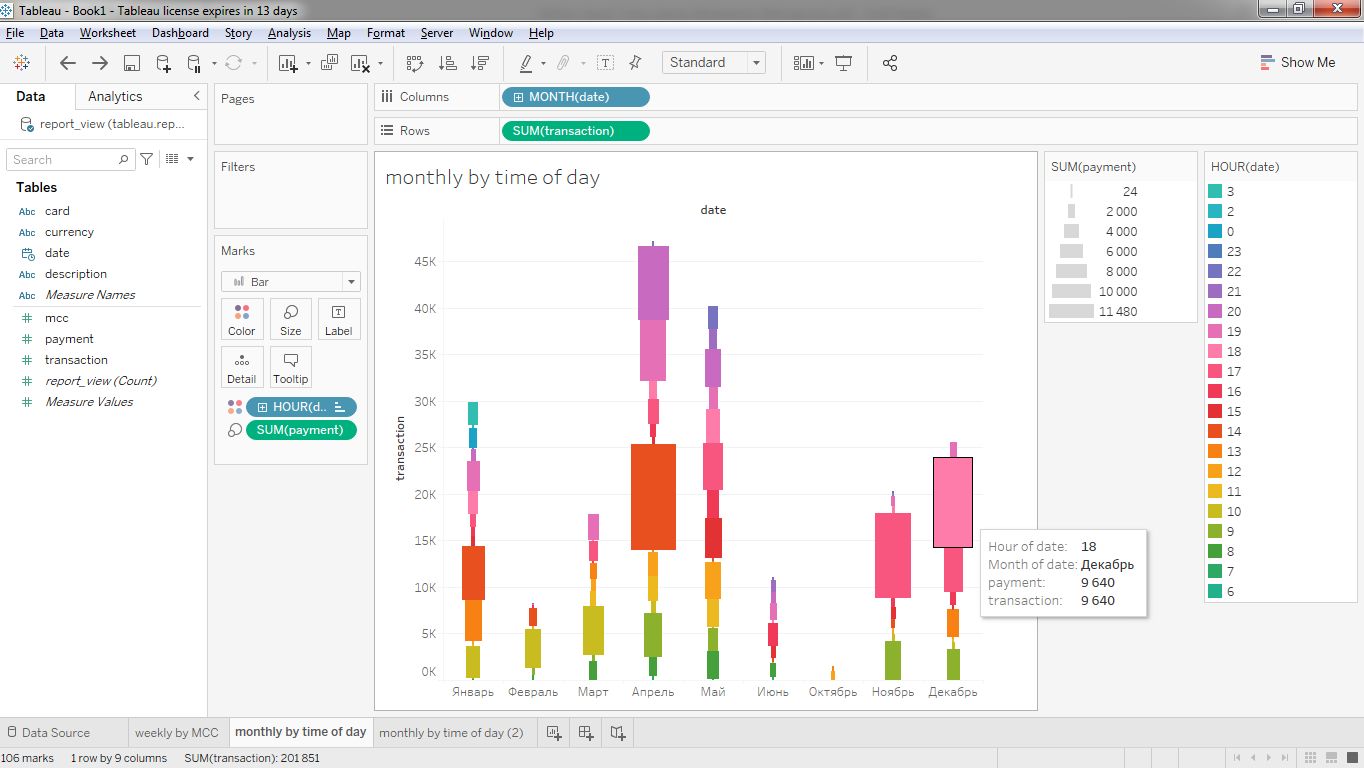 Tableau - Book1 - Tableau license expires in 13 days
File Data Worksheet Dashboard Story Analysis Map Format Server Window Help
Standard
Show Me
Data Analytics
report_view (tableau.rep...
Search
Tables
Abc card
Abc currency
date
Abc description
Abc Measure Names
mcc
payment
transaction
report_view (Count)
Measure Values
Pages
Filters
Marks
Bar
Color Size Label
Detail Tooltip
HOUR(d..
SUM(payment)
Columns MONTH(date)
Rows SUM(transaction)
monthly by time of day
date
transaction
45K
40K
35K
30K
25K
20K
15K
10K
5K
0K
Январь Февраль Март Апрель Май Июнь Октябрь Ноябрь Декабрь
Hour of date: 18
Month of date: Декабрь
payment: 9 640
transaction: 9 640
SUM(payment)
24
2 000
4 000
6 000
8 000
10 000
11 480
HOUR(date)
3
2
0
23
22
21
20
19
18
17
16
15
14
13
12
11
10
9
8
7
6
Data Source weekly by MCC monthly by time of day monthly by time of day (2)
106 marks 1 row by 9 columns SUM(transaction): 201 851